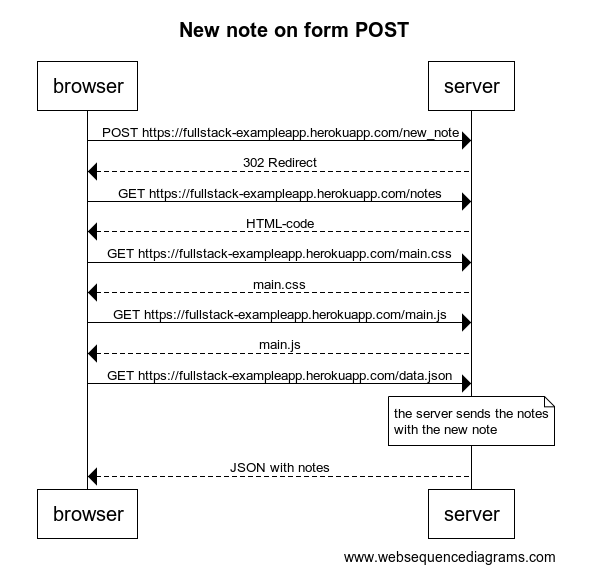 New note on form POST
browser
server
POST https://fullstack-exampleapp.herokuapp.com/new_note
302 Redirect
GET https://fullstack-exampleapp.herokuapp.com/notes
HTML-code
GET https://fullstack-exampleapp.herokuapp.com/main.css
main.css
GET https://fullstack-exampleapp.herokuapp.com/main.js
main.js
GET https://fullstack-exampleapp.herokuapp.com/data.json
the server sends the notes
with the new note
JSON with notes
browser
server
www.websequencediagrams.com